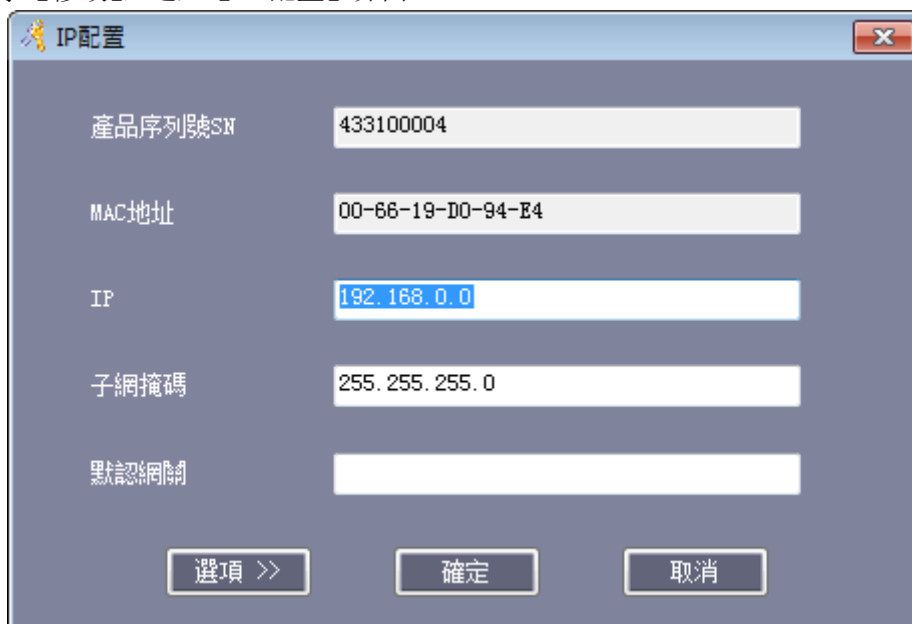 IP配置
產品序列號SN 433100004
MAC地址 00-66-19-D0-94-E4
IP 192.168.0.0
子網掩碼 255.255.255.0
默認網關
選項 >> 確定 取消